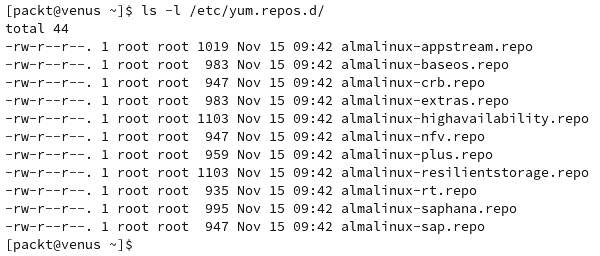 [packt@venus ~]$ ls -l /etc/yum.repos.d/
total 44
-rw-r--r--. 1 root root 1019 Nov 15 09:42 almalinux-appstream.repo
-rw-r--r--. 1 root root  983 Nov 15 09:42 almalinux-baseos.repo
-rw-r--r--. 1 root root  947 Nov 15 09:42 almalinux-crb.repo
-rw-r--r--. 1 root root  983 Nov 15 09:42 almalinux-extras.repo
-rw-r--r--. 1 root root 1103 Nov 15 09:42 almalinux-highavailability.repo
-rw-r--r--. 1 root root  947 Nov 15 09:42 almalinux-nfv.repo
-rw-r--r--. 1 root root  959 Nov 15 09:42 almalinux-plus.repo
-rw-r--r--. 1 root root 1103 Nov 15 09:42 almalinux-resilientstorage.repo
-rw-r--r--. 1 root root  935 Nov 15 09:42 almalinux-rt.repo
-rw-r--r--. 1 root root  995 Nov 15 09:42 almalinux-saphana.repo
-rw-r--r--. 1 root root  947 Nov 15 09:42 almalinux-sap.repo
[packt@venus ~]$